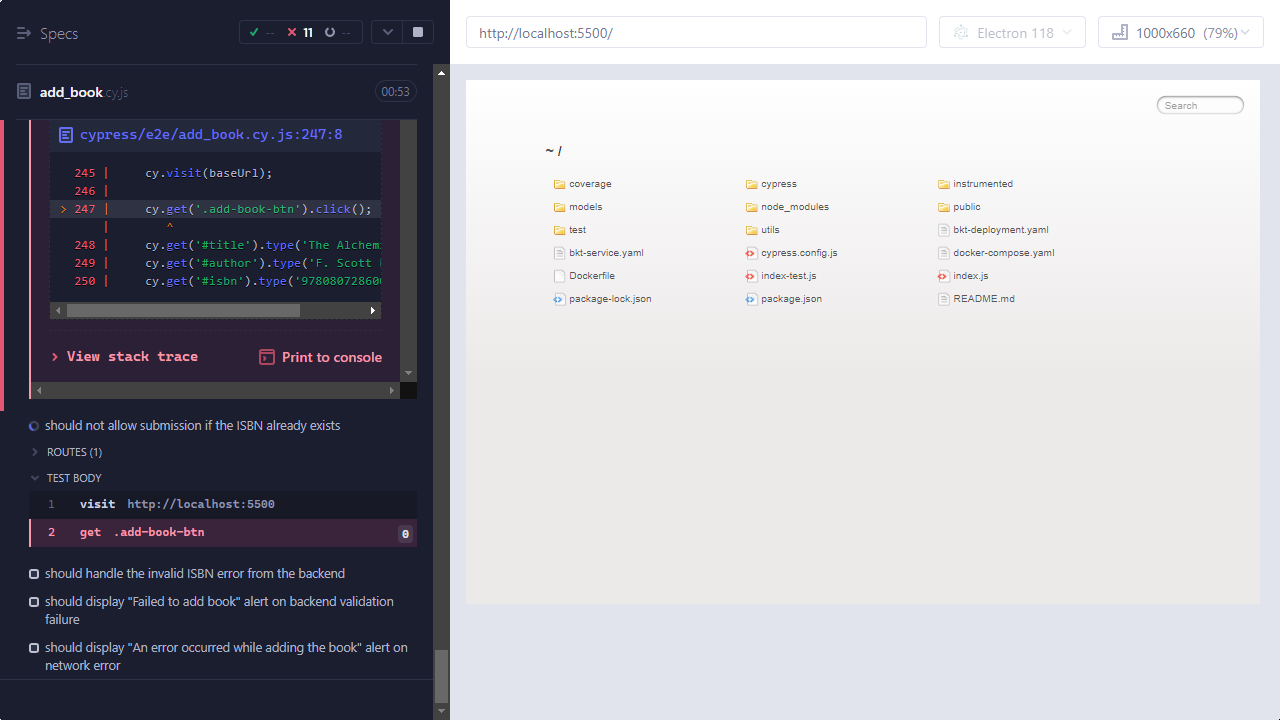 Specs
-- 11 --
add_book.cy.js 00:53
cypress/e2e/add_book.cy.js:247:8
245 | cy.visit(baseUrl);
246 |
> 247 | cy.get('.add-book-btn').click();
| ^
248 | cy.get('#title').type('The Alchemi
249 | cy.get('#author').type('F. Scott
250 | cy.get('#isbn').type('978080728600
> View stack trace
Print to console
should not allow submission if the ISBN already exists
ROUTES (1)
TEST BODY
1 visit http://localhost:5500
2 get .add-book-btn 0
should handle the invalid ISBN error from the backend
should display "Failed to add book" alert on backend validation
failure
should display "An error occurred while adding the book" alert on
network error
http://localhost:5500/
Electron 118
1000x660 (79%)
Search
~ /
coverage cypress instrumented
models node_modules public
test utils bkt-deployment.yaml
bkt-service.yaml cypress.config.js docker-compose.yaml
Dockerfile index-test.js index.js
package-lock.json package.json README.md